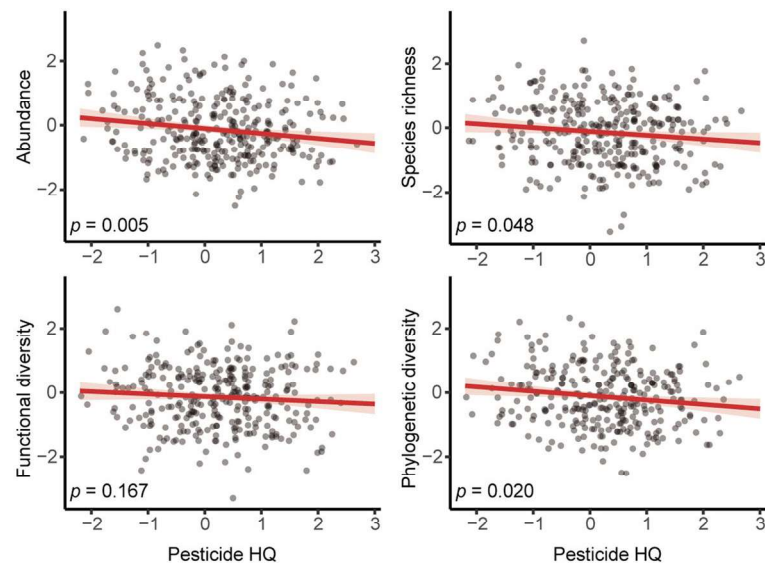 Abundance
2
0
−2
p = 0.005
−2 −1 0 1 2 3
Species richness
2
0
−2
p = 0.048
−2 −1 0 1 2 3
Functional diversity
2
0
−2
p = 0.167
−2 −1 0 1 2 3
Pesticide HQ
Phylogenetic diversity
2
0
−2
p = 0.020
−2 −1 0 1 2 3
Pesticide HQ